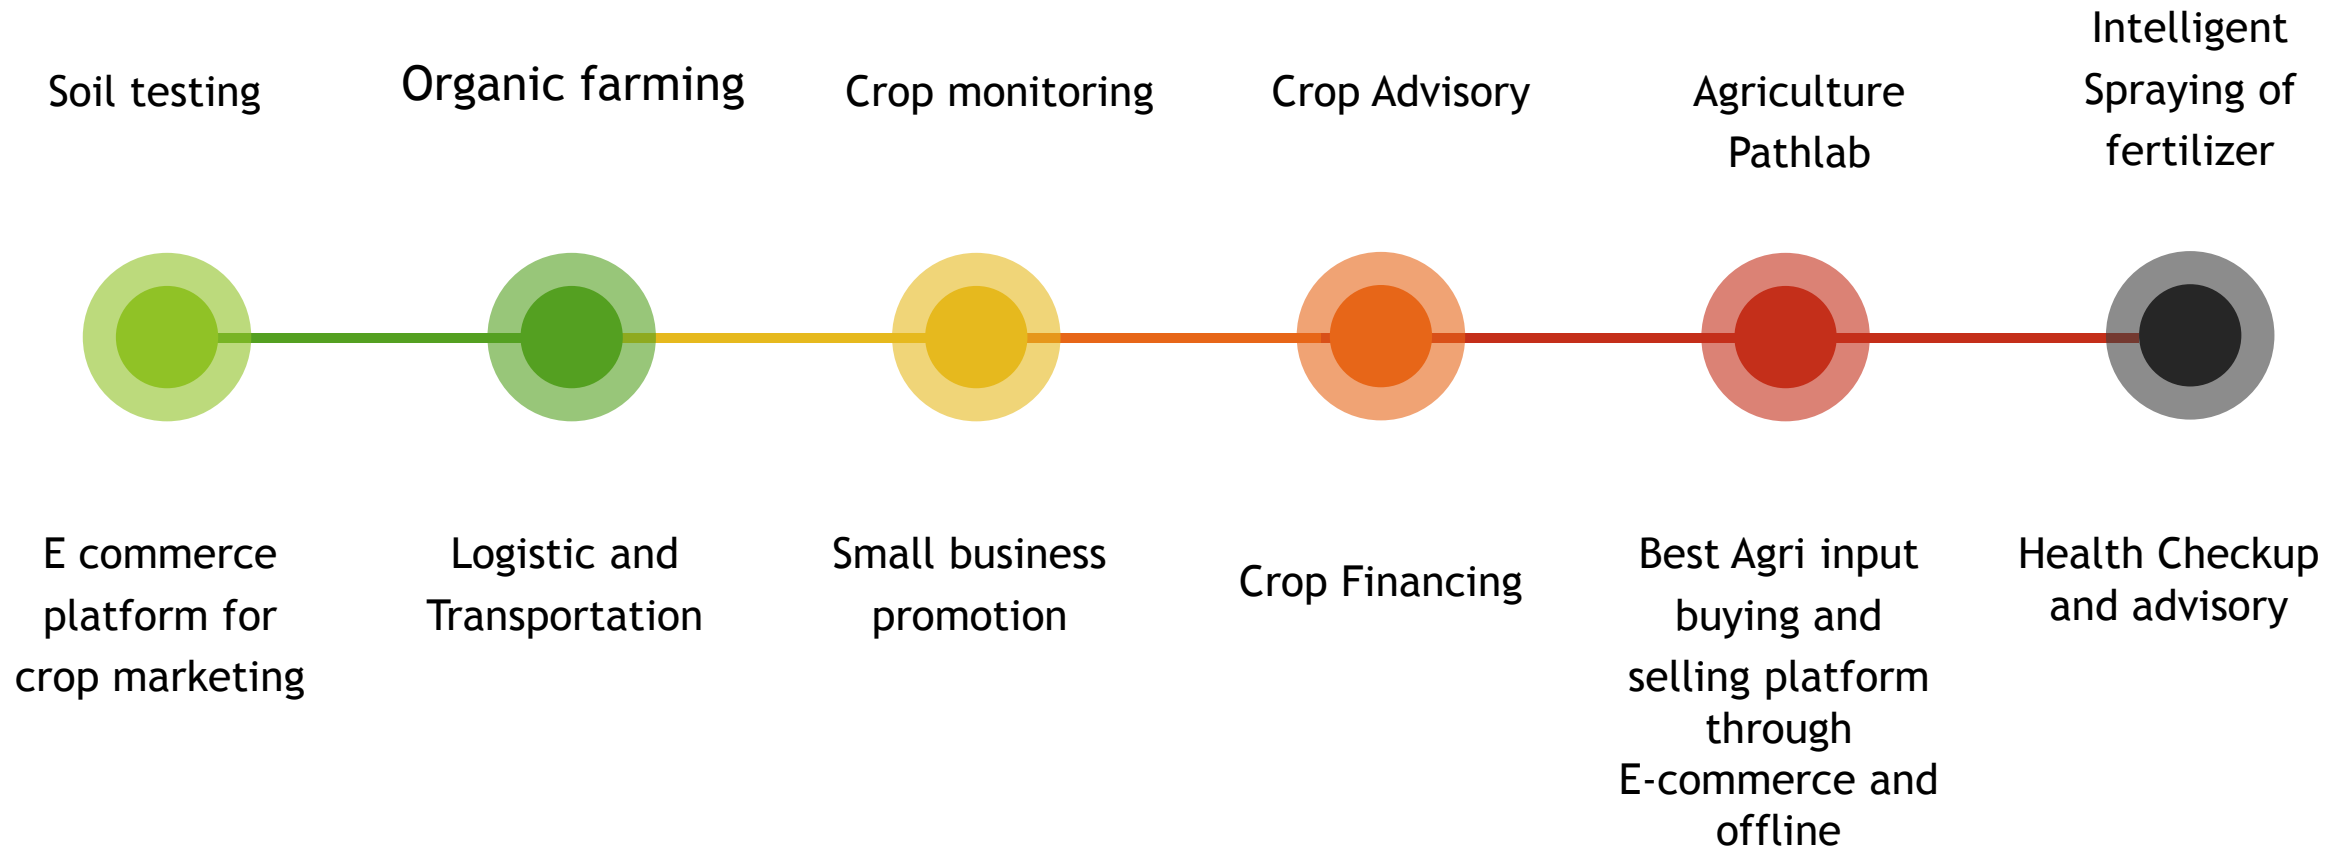 Soil testing
Organic farming
Crop monitoring
Crop Advisory
Agriculture
Pathlab
Intelligent
Spraying of
fertilizer
E commerce
platform for
crop marketing
Logistic and
Transportation
Small business
promotion
Crop Financing
Best Agri input
buying and
selling platform
through
E-commerce and
offline
Health Checkup
and advisory